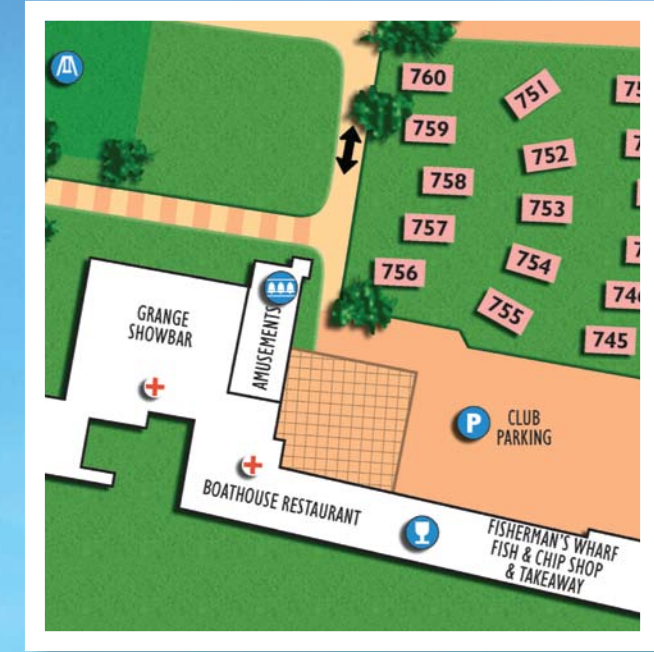 760
751
759
752
758
753
757
756
754
755
745
GRANGE
SHOWBAR
AMUSEMENTS
P
CLUB
PARKING
BOATHOUSE RESTAURANT
FISHERMAN'S WHARF
FISH & CHIP SHOP
& TAKEAWAY